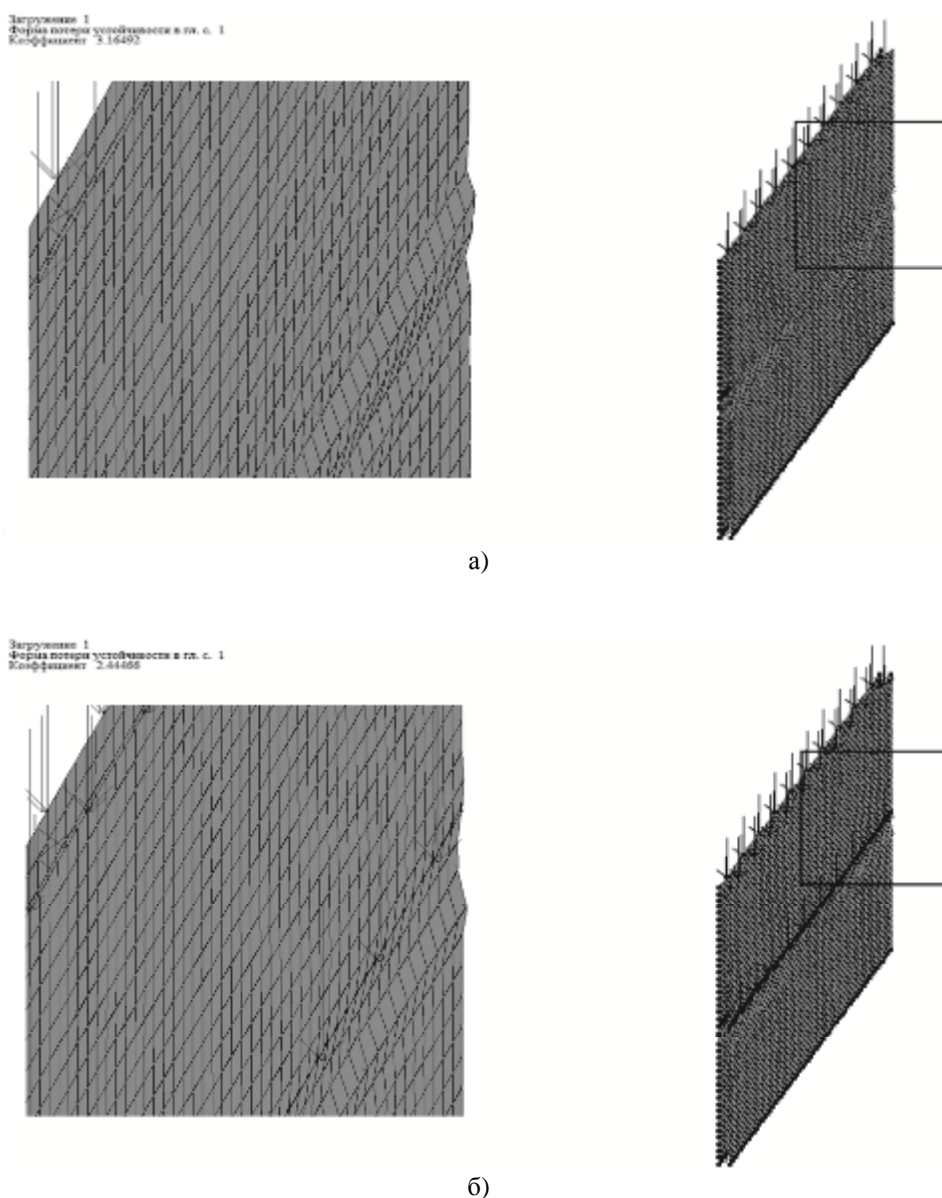 Загружение 1
Форма потери устойчивости в гл. с. 1
Коэффициент 3.16492
а)
Загружение 1
Форма потери устойчивости в гл. с. 1
Коэффициент 2.44466
б)